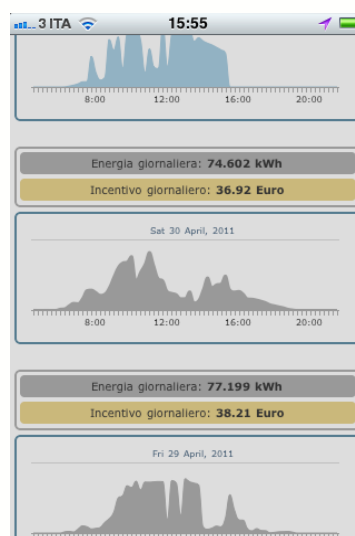 3 ITA 15:55
8:00 12:00 16:00 20:00
Energia giornaliera: 74.602 kWh
Incentivo giornaliero: 36.92 Euro
Sat 30 April, 2011
8:00 12:00 16:00 20:00
Energia giornaliera: 77.199 kWh
Incentivo giornaliero: 38.21 Euro
Fri 29 April, 2011